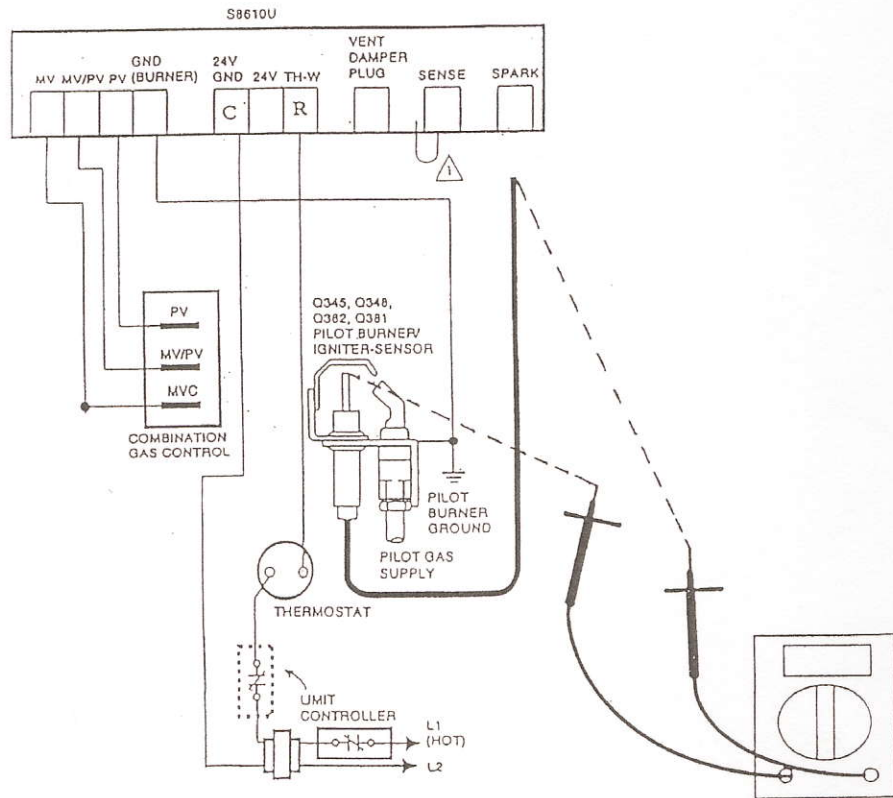 S8610U
MV MV/PV PV
GND
(BURNER)
24V
GND
24V
TH-W
VENT
DAMPER
PLUG
SENSE
SPARK
C
R
1
PV
MV/PV
MVC
COMBINATION
GAS CONTROL
Q345, Q348,
Q382, Q381
PILOT BURNER/
IGNITER-SENSOR
PILOT
BURNER
GROUND
PILOT GAS
SUPPLY
THERMOSTAT
LIMIT
CONTROLLER
L1
(HOT)
L2